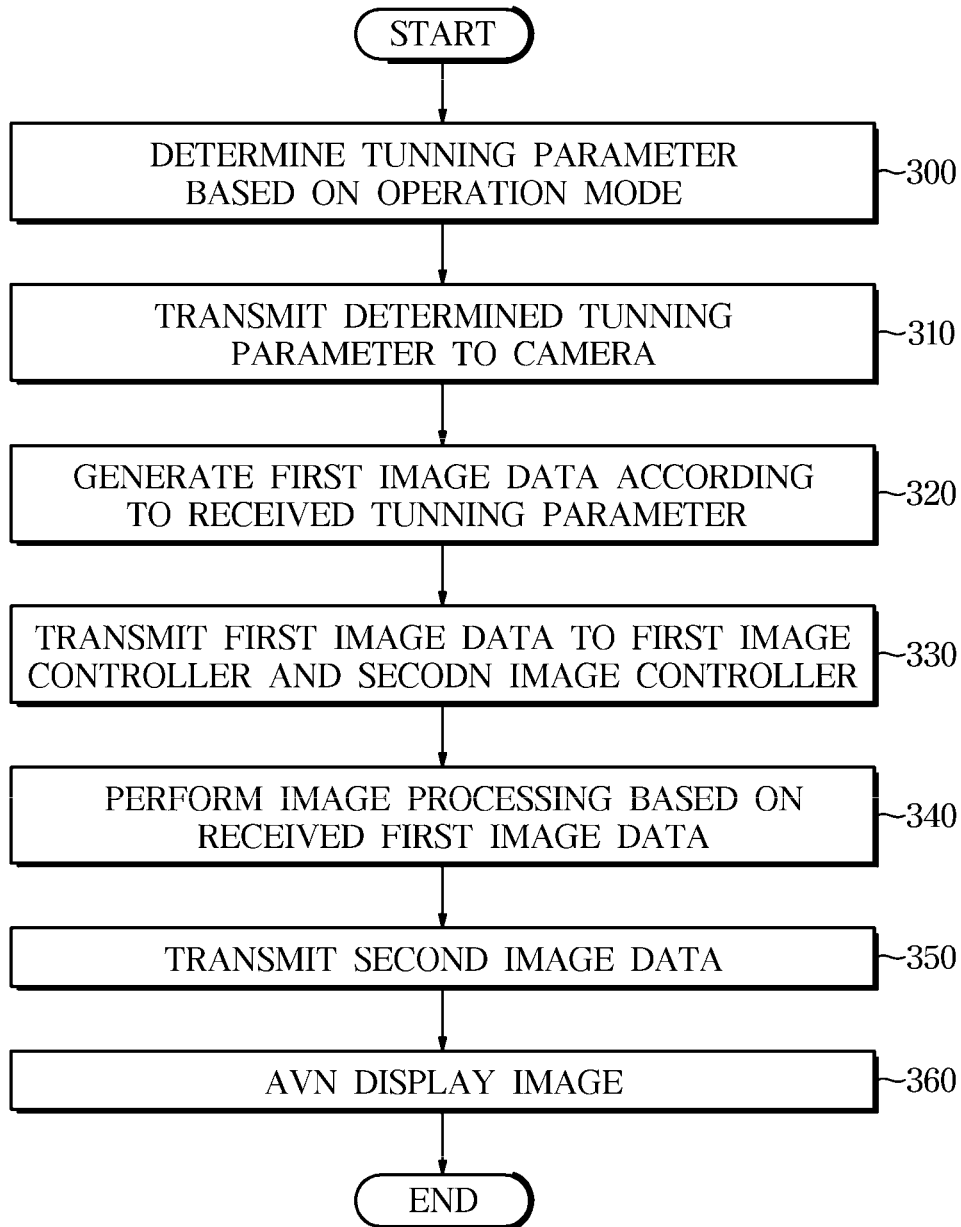 START
DETERMINE TUNNING PARAMETER
BASED ON OPERATION MODE
300
TRANSMIT DETERMINED TUNNING
PARAMETER TO CAMERA
310
GENERATE FIRST IMAGE DATA ACCORDING
TO RECEIVED TUNNING PARAMETER
320
TRANSMIT FIRST IMAGE DATA TO FIRST IMAGE
CONTROLLER AND SECODN IMAGE CONTROLLER
330
PERFORM IMAGE PROCESSING BASED ON
RECEIVED FIRST IMAGE DATA
340
TRANSMIT SECOND IMAGE DATA
350
AVN DISPLAY IMAGE
360
END